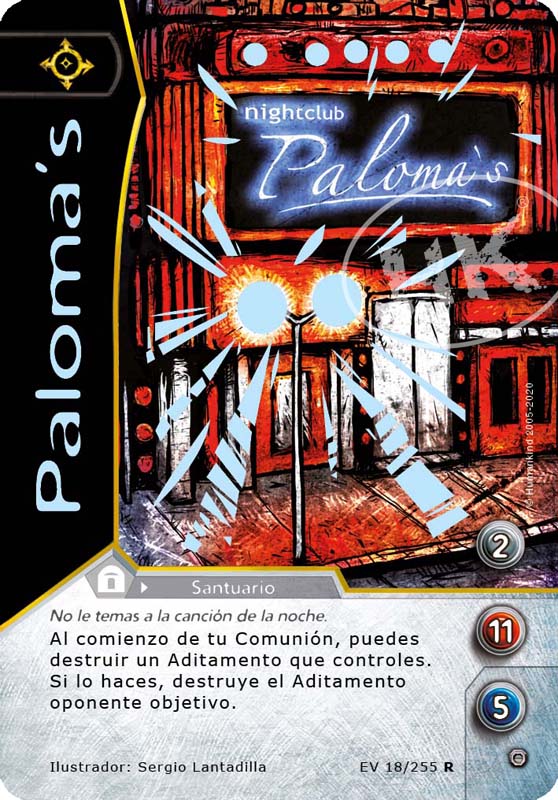 Paloma's
nightclub
Paloma's
®
UK
2
Santuario
No le temas a la canción de la noche.
Al comienzo de tu Comunión, puedes
destruir un Aditamento que controles.
Si lo haces, destruye el Aditamento
oponente objetivo.
11
5
Ilustrador: Sergio Lantadilla
EV 18/255 R
Humankind 2005-2020